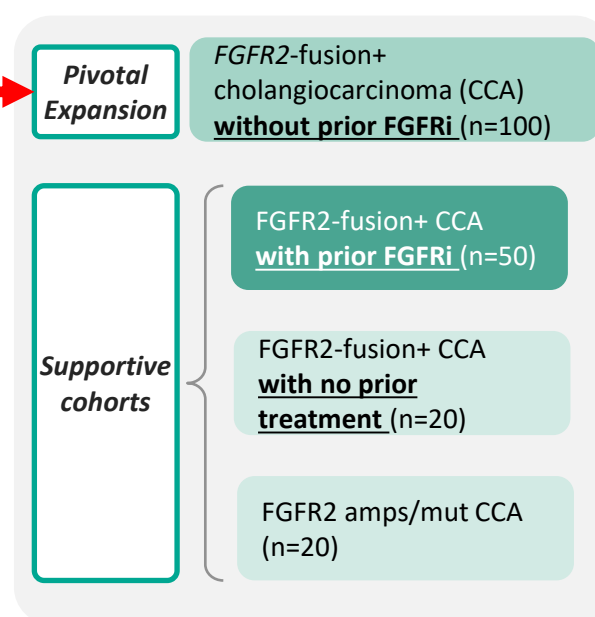 Pivotal
Expansion
FGFR2-fusion+
cholangiocarcinoma (CCA)
without prior FGFRi (n=100)
Supportive
cohorts
FGFR2-fusion+ CCA
with prior FGFRi (n=50)
FGFR2-fusion+ CCA
with no prior
treatment (n=20)
FGFR2 amps/mut CCA
(n=20)